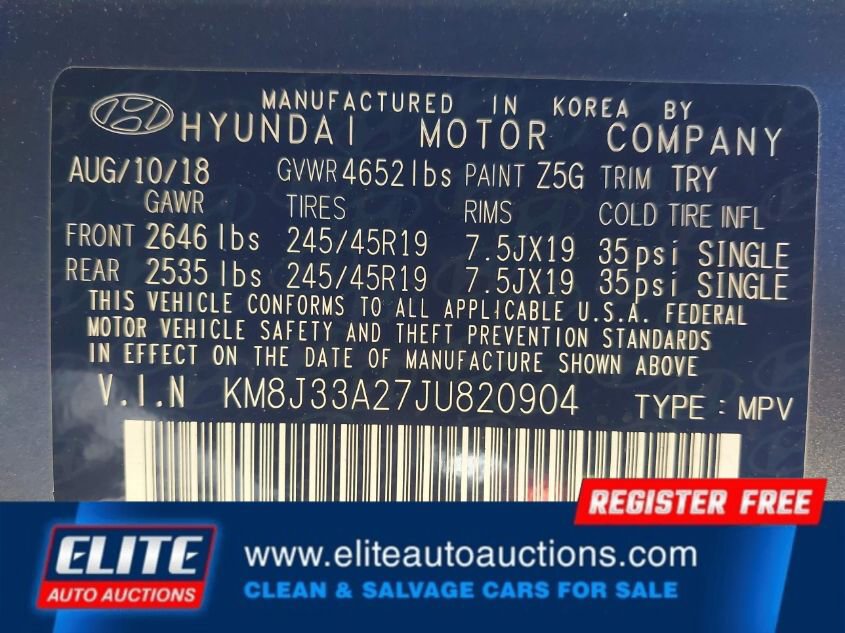 MANUFACTURED IN KOREA BY
HYUNDAI MOTOR COMPANY
AUG/10/18 GVWR 4652lbs PAINT Z5G TRIM TRY
GAWR TIRES RIMS COLD TIRE INFL
FRONT 2646 lbs 245/45R19 7.5JX19 35psi SINGLE
REAR 2535 lbs 245/45R19 7.5JX19 35psi SINGLE
THIS VEHICLE CONFORMS TO ALL APPLICABLE U.S.A. FEDERAL
MOTOR VEHICLE SAFETY AND THEFT PREVENTION STANDARDS
IN EFFECT ON THE DATE OF MANUFACTURE SHOWN ABOVE
V.I.N KM8J33A27JU820904 TYPE : MPV
REGISTER FREE
ELITE
AUTO AUCTIONS
www.eliteautoauctions.com
CLEAN & SALVAGE CARS FOR SALE